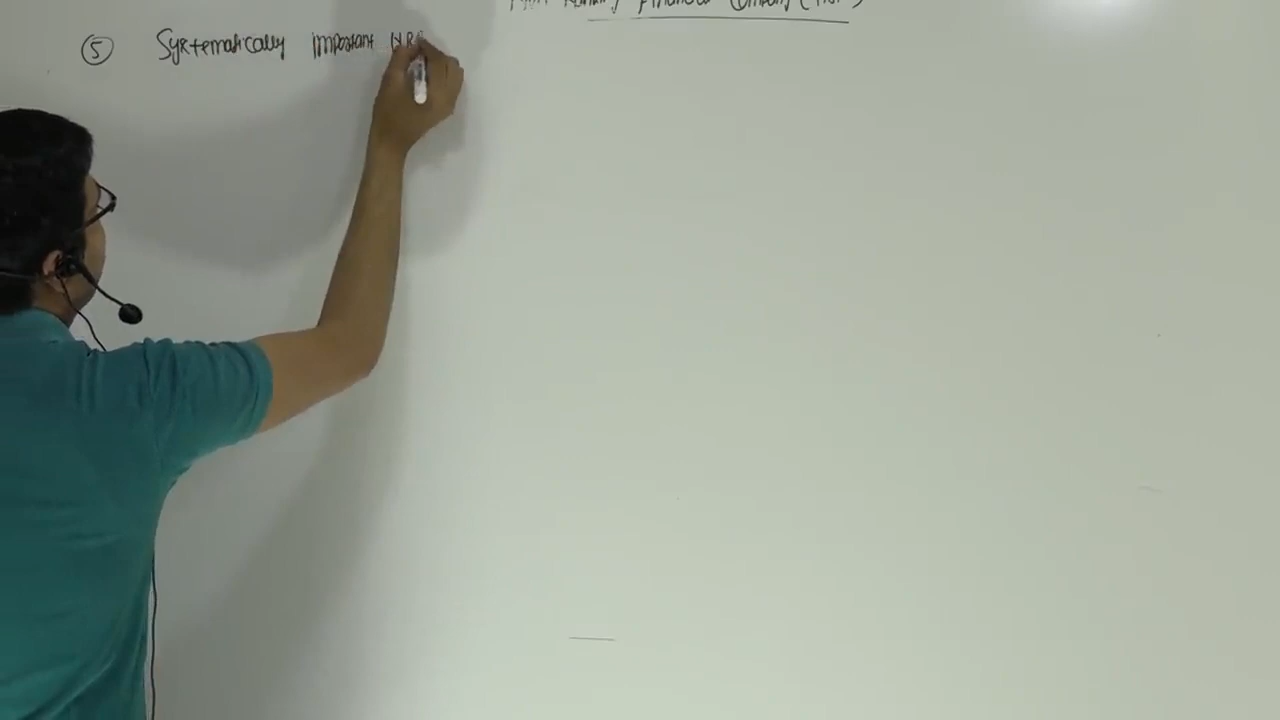 Non Banking Financial Company (NBFC)
⑤ Systematically important NB